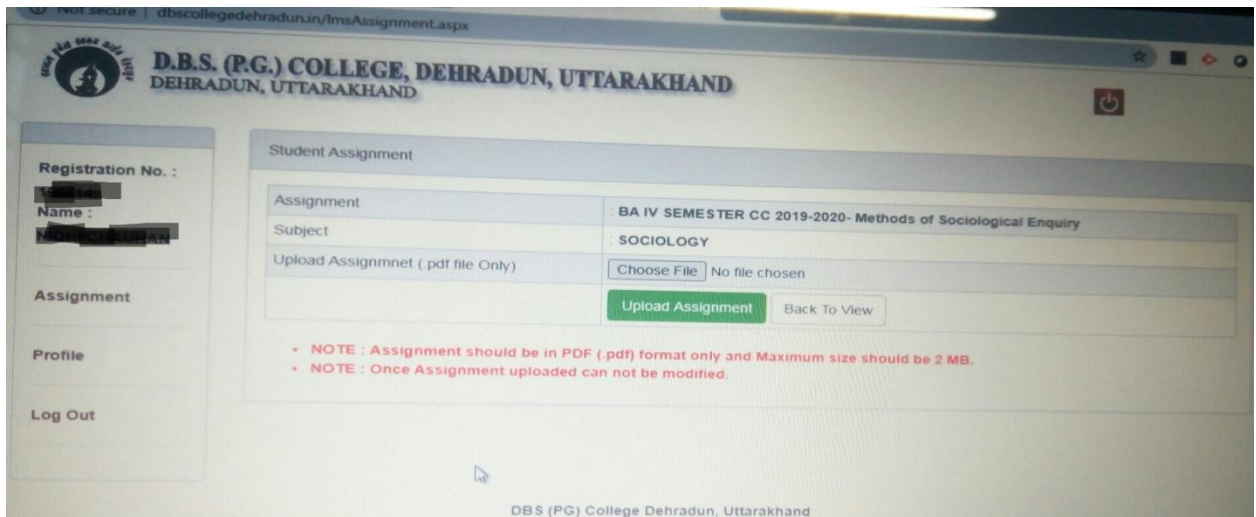 Not secure | dbscollegedehradun.in/lmsAssignment.aspx
D.B.S. (P.G.) COLLEGE, DEHRADUN, UTTARAKHAND
DEHRADUN, UTTARAKHAND
Registration No. :
Name :
Assignment
Profile
Log Out
Student Assignment
Assignment : BA IV SEMESTER CC 2019-2020- Methods of Sociological Enquiry
Subject : SOCIOLOGY
Upload Assignmnet (.pdf file Only) Choose File No file chosen
Upload Assignment Back To View
• NOTE : Assignment should be in PDF (.pdf) format only and Maximum size should be 2 MB.
• NOTE : Once Assignment uploaded can not be modified.
DBS (PG) College Dehradun, Uttarakhand